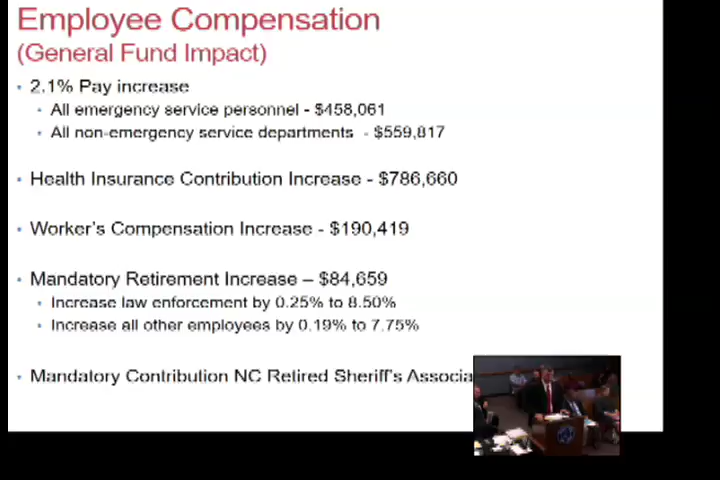 Employee Compensation
(General Fund Impact)
• 2.1% Pay increase
• All emergency service personnel - $458,061
• All non-emergency service departments - $559,817
• Health Insurance Contribution Increase - $786,660
• Worker's Compensation Increase - $190,419
• Mandatory Retirement Increase – $84,659
• Increase law enforcement by 0.25% to 8.50%
• Increase all other employees by 0.19% to 7.75%
• Mandatory Contribution NC Retired Sheriff's Associa